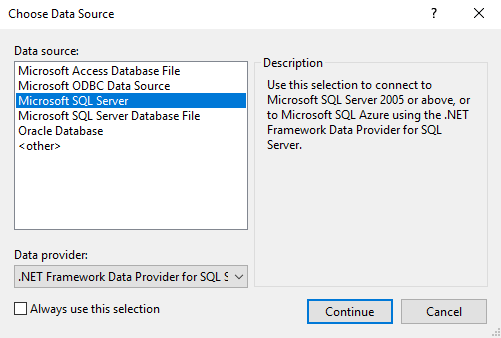 Choose Data Source
?
Data source:
Microsoft Access Database File
Microsoft ODBC Data Source
Microsoft SQL Server
Microsoft SQL Server Database File
Oracle Database
<other>
Description
Use this selection to connect to
Microsoft SQL Server 2005 or above, or
to Microsoft SQL Azure using the .NET
Framework Data Provider for SQL
Server.
Data provider:
.NET Framework Data Provider for SQL S
Always use this selection
Continue
Cancel